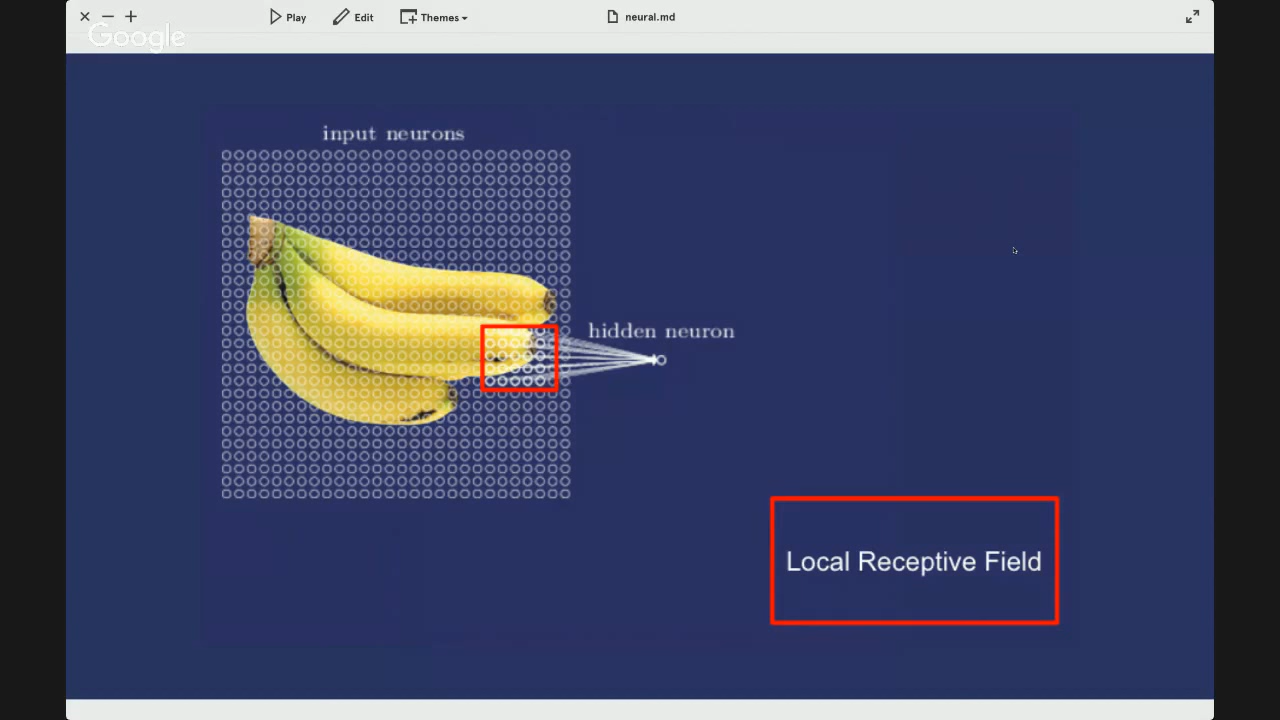 Play
Edit
Themes
neural.md
Google
input neurons
hidden neuron
Local Receptive Field